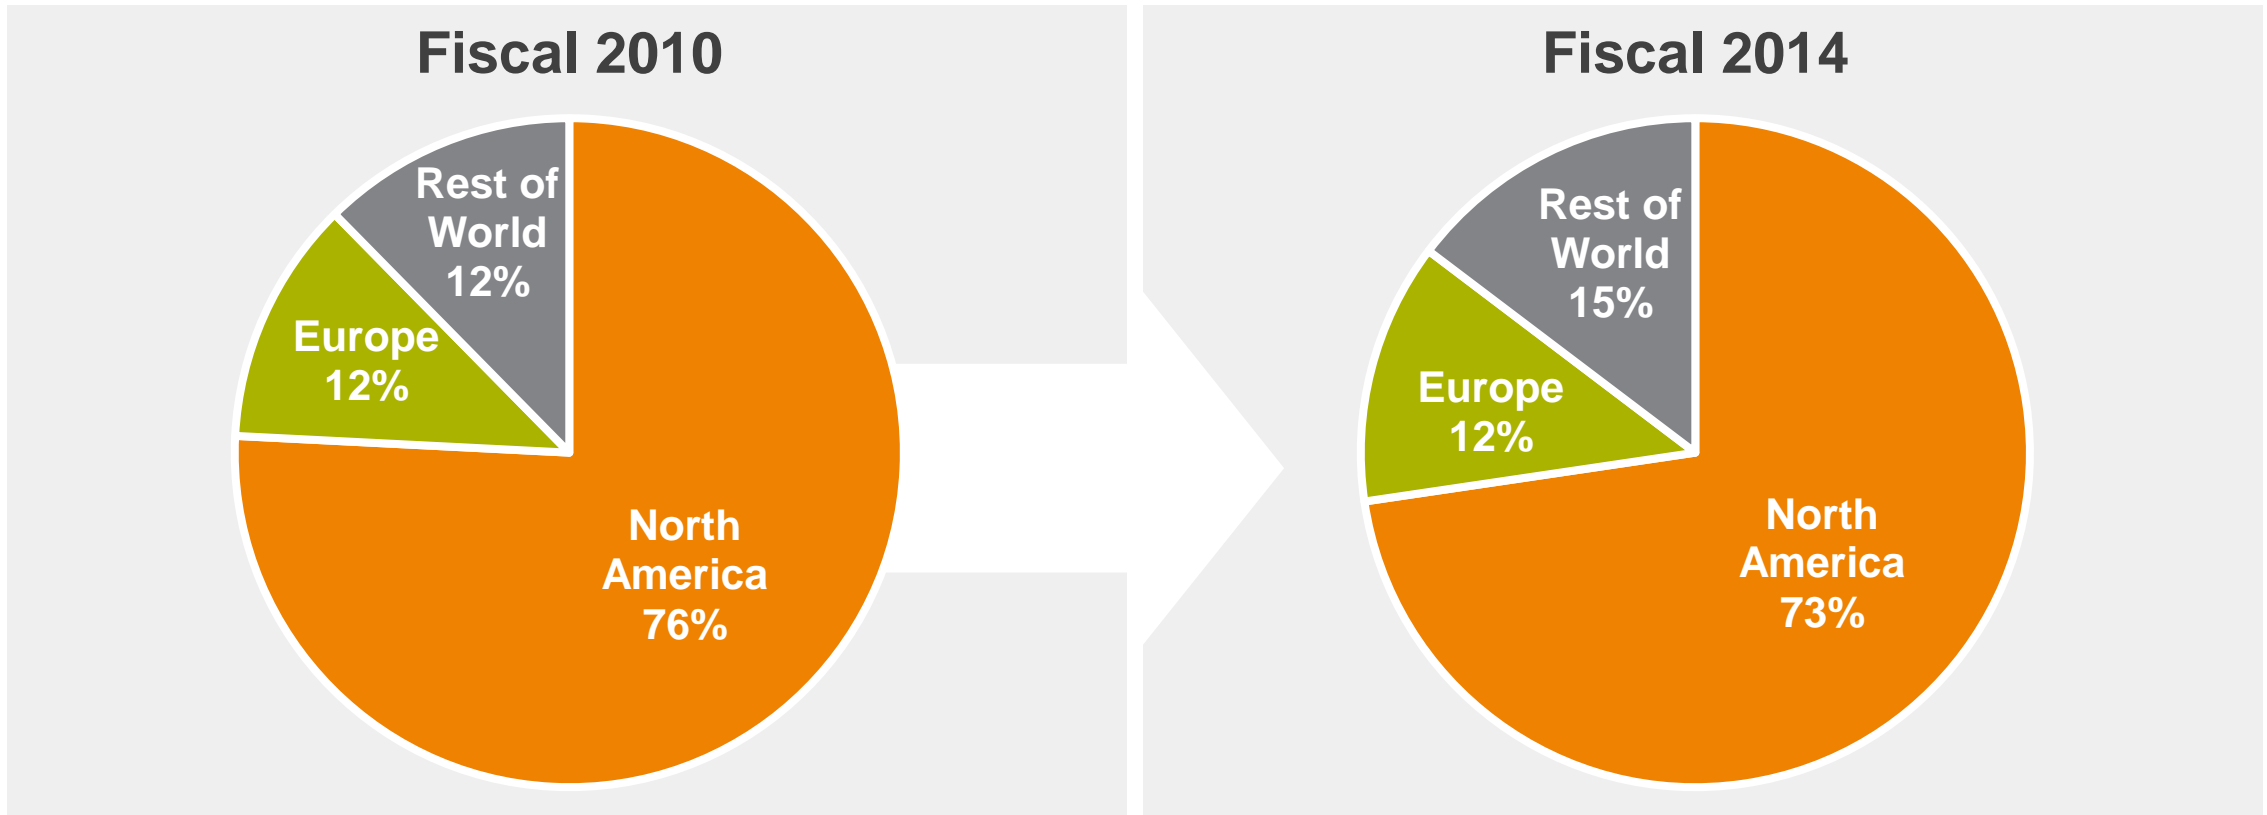 Fiscal 2010
Rest of
World
12%
Europe
12%
North
America
76%
Fiscal 2014
Rest of
World
15%
Europe
12%
North
America
73%